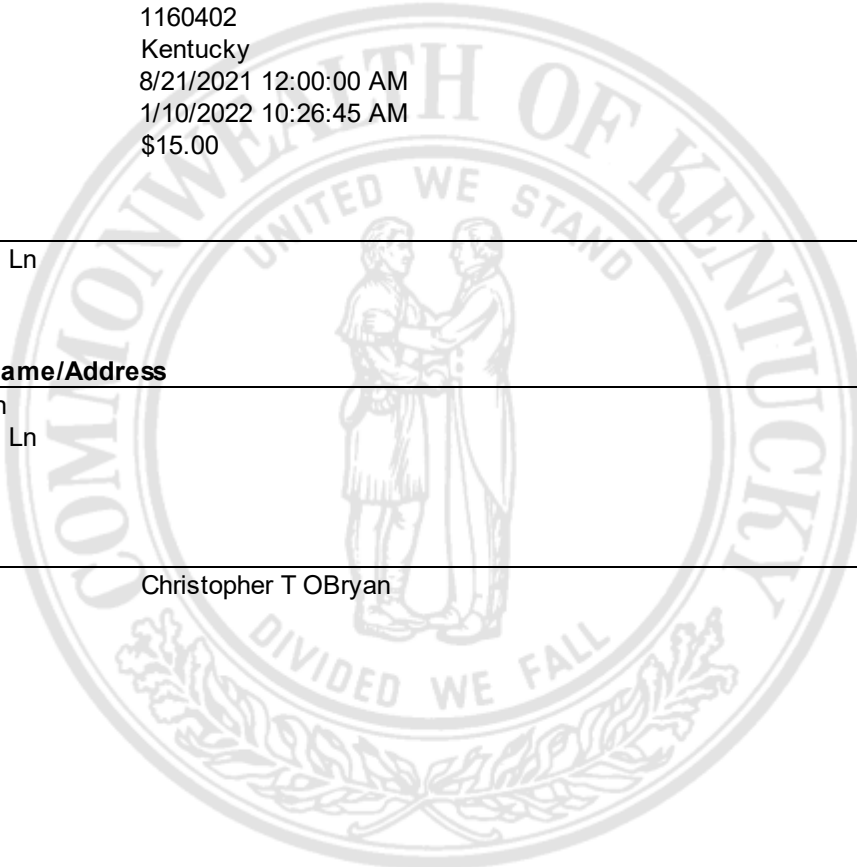 1160402
Kentucky
8/21/2021 12:00:00 AM
1/10/2022 10:26:45 AM
$15.00
COMMONWEALTH OF KENTUCKY
UNITED WE STAND
Ln
ame/Address
n
Ln
Christopher T OBryan
DIVIDED WE FALL